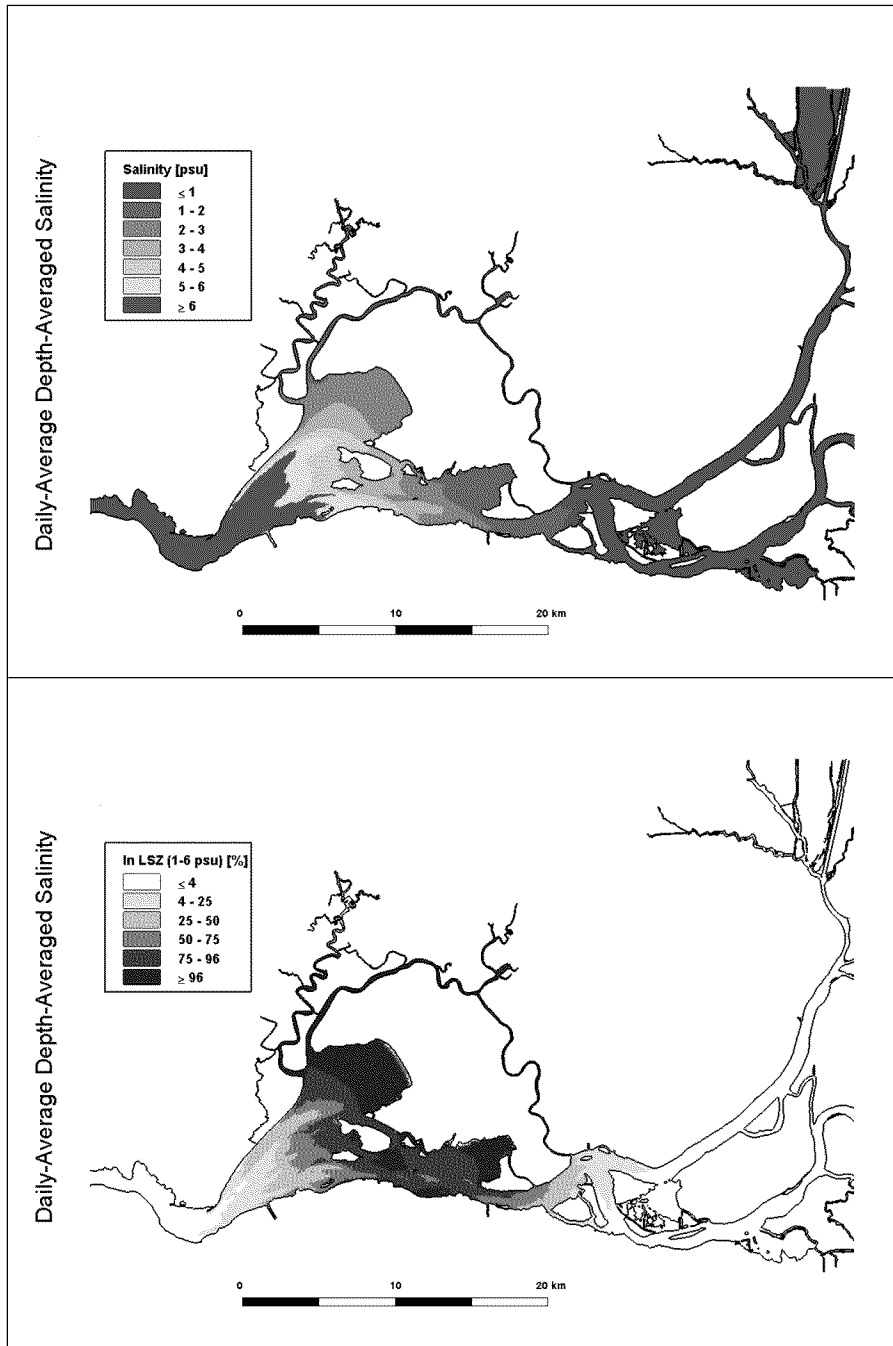 Daily-Average Depth-Averaged Salinity
Salinity [psu]
≤ 1
1 - 2
2 - 3
3 - 4
4 - 5
5 - 6
≥ 6
0 10 20 km
Daily-Average Depth-Averaged Salinity
In LSZ (1-6 psu) [%]
≤ 4
4 - 25
25 - 50
50 - 75
75 - 96
≥ 96
0 10 20 km